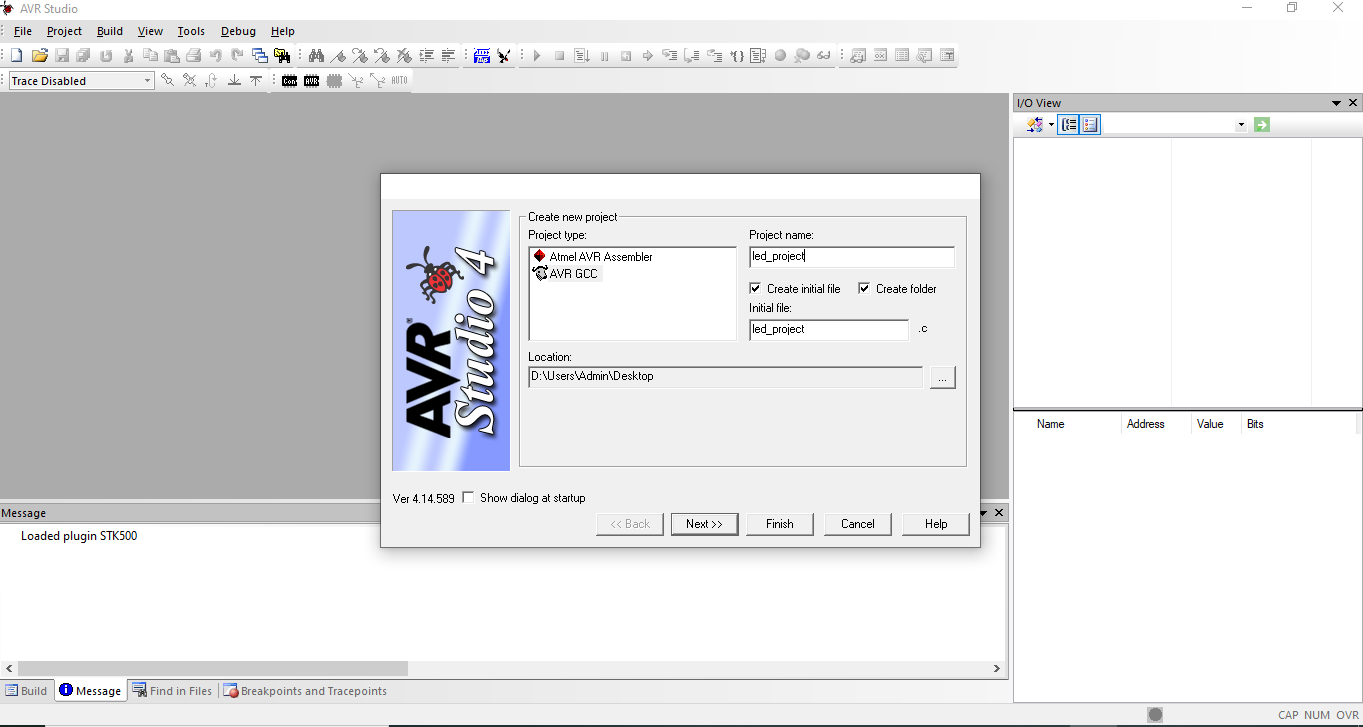 AVR Studio
File Project Build View Tools Debug Help
Trace Disabled
Con AVR AUTO
I/O View
Create new project
Project type:
Project name:
Atmel AVR Assembler
AVR GCC
led_project
Create initial file
Create folder
Initial file:
led_project
.c
Location:
D:\Users\Admin\Desktop
...
AVR®
Studio 4
Ver 4.14.589
Show dialog at startup
<< Back
Next >>
Finish
Cancel
Help
Name Address Value Bits
Message
Loaded plugin STK500
Build Message Find in Files Breakpoints and Tracepoints
CAP NUM OVR